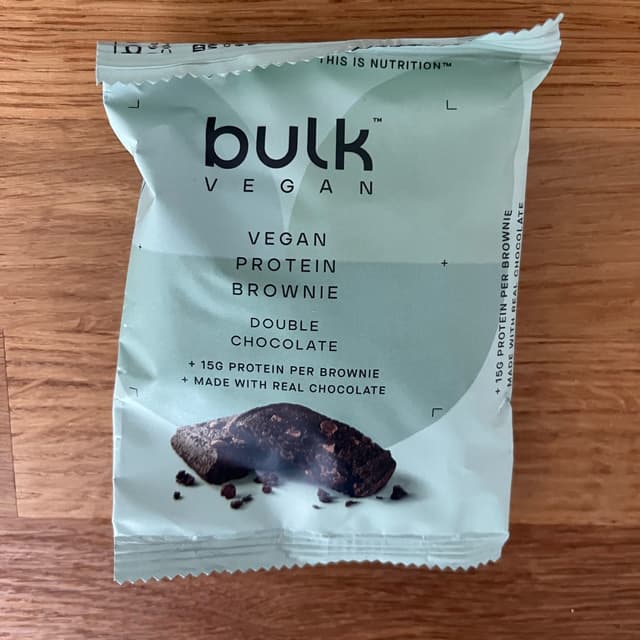 THIS IS NUTRITION™
bulk™
VEGAN
VEGAN
PROTEIN
BROWNIE
DOUBLE
CHOCOLATE
+ 15G PROTEIN PER BROWNIE
+ MADE WITH REAL CHOCOLATE
+ 15G PROTEIN PER BROWNIE
MADE WITH REAL CHOCOLATE